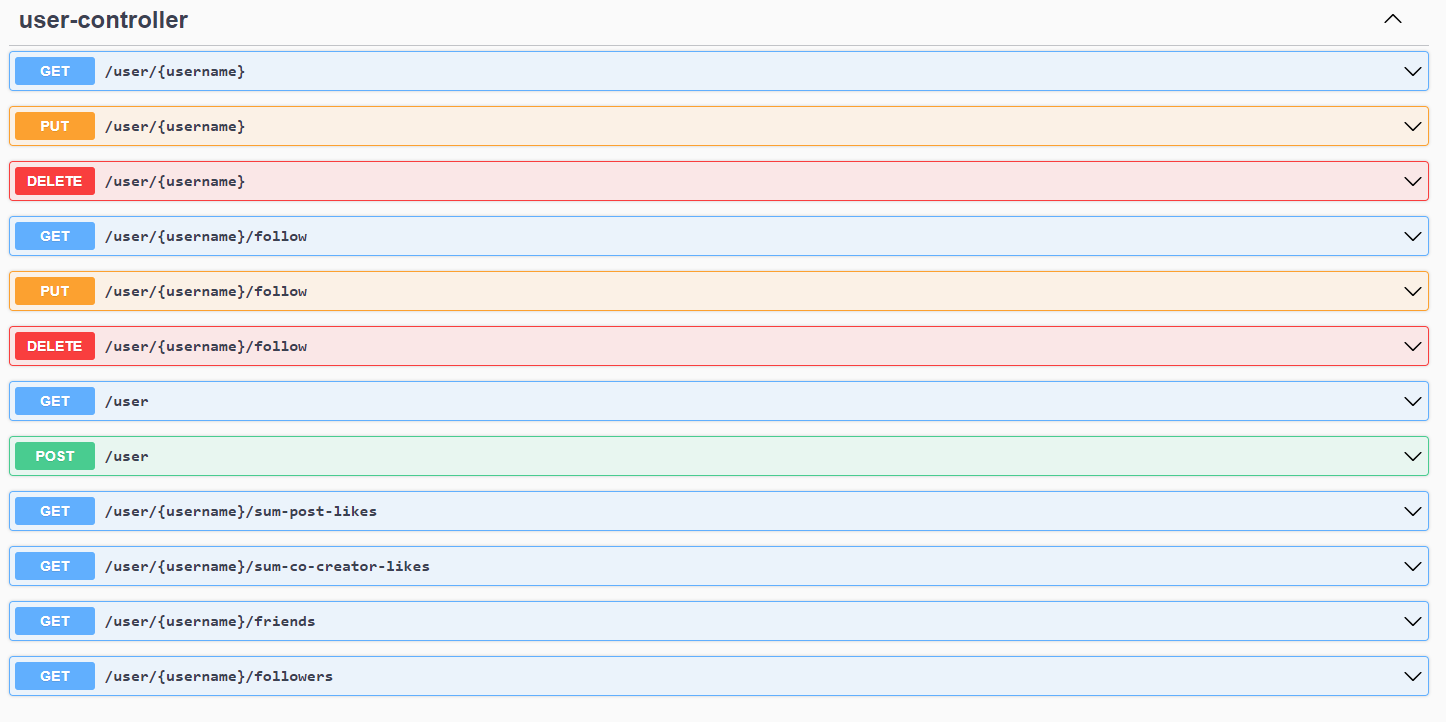 user-controller
GET /user/{username}
PUT /user/{username}
DELETE /user/{username}
GET /user/{username}/follow
PUT /user/{username}/follow
DELETE /user/{username}/follow
GET /user
POST /user
GET /user/{username}/sum-post-likes
GET /user/{username}/sum-co-creator-likes
GET /user/{username}/friends
GET /user/{username}/followers